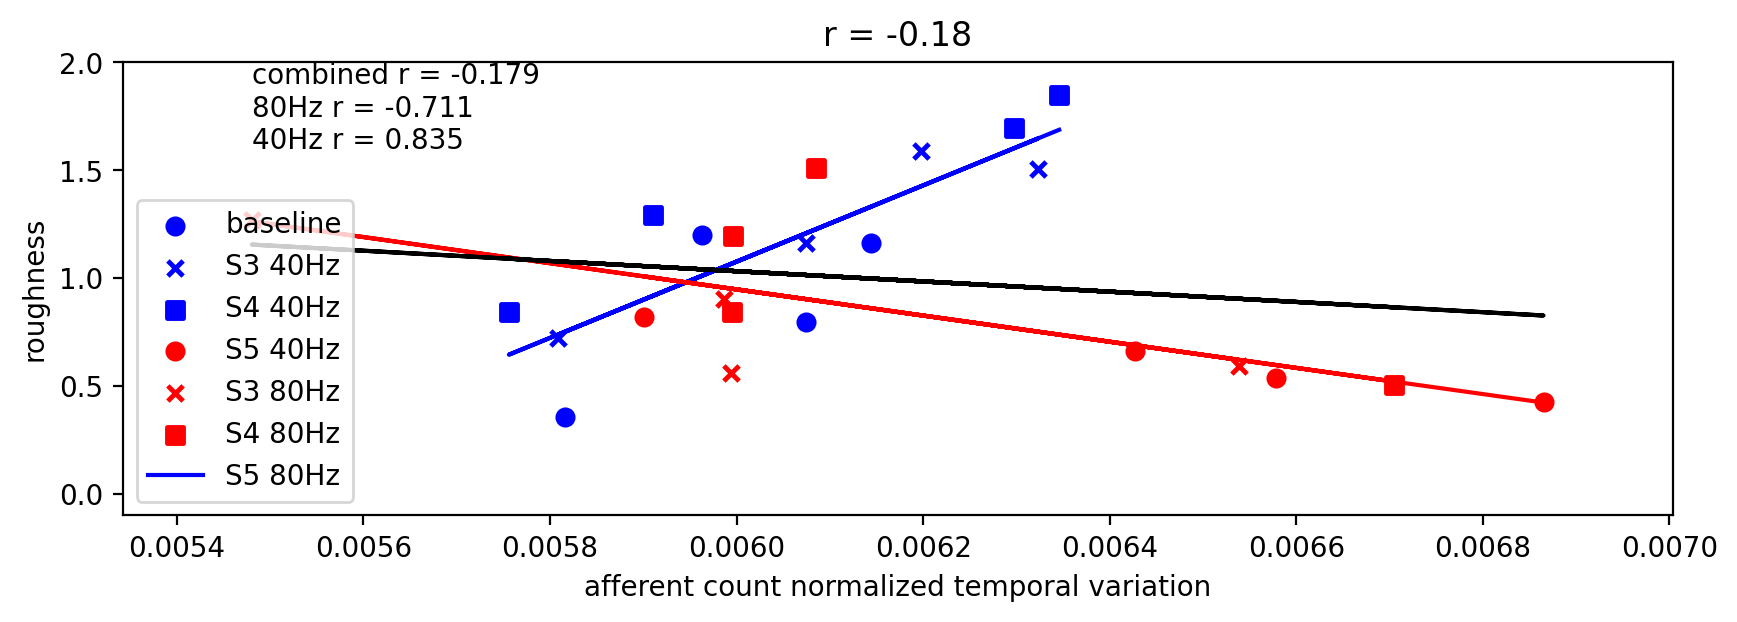 r = -0.18
combined r = -0.179
80Hz r = -0.711
40Hz r = 0.835
2.0
1.5
1.0
0.5
0.0
roughness
baseline
S3 40Hz
S4 40Hz
S5 40Hz
S3 80Hz
S4 80Hz
S5 80Hz
0.0054 0.0056 0.0058 0.0060 0.0062 0.0064 0.0066 0.0068 0.0070
afferent count normalized temporal variation